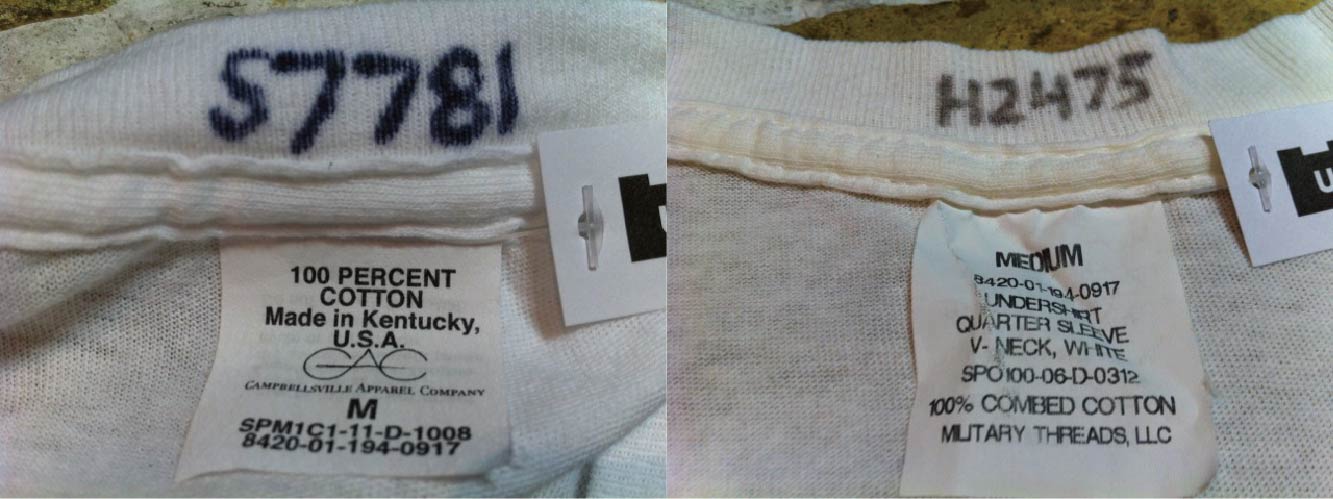 S7781
100 PERCENT
COTTON
Made in Kentucky,
U.S.A.
CAC
CAMPBELLSVILLE APPAREL COMPANY
M
SPM1C1-11-D-1008
8420-01-194-0917
H2475
MEDIUM
8420-01-194-0917
UNDERSHIRT
QUARTER SLEEVE
V- NECK, WHITE
SPO100-06-D-0312
100% COMBED COTTON
MILITARY THREADS, LLC